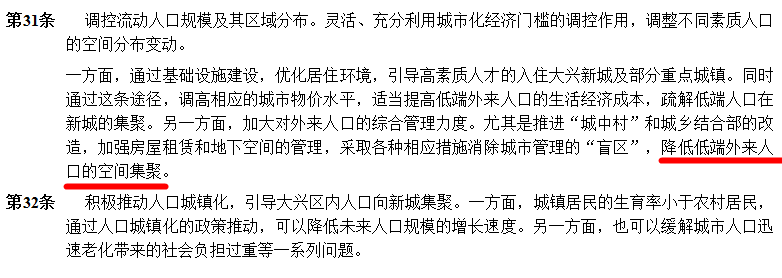 第31条 调控流动人口规模及其区域分布。灵活、充分利用城市化经济门槛的调控作用，调整不同素质人口
的空间分布变动。
一方面，通过基础设施建设，优化居住环境，引导高素质人才的入住大兴新城及部分重点城镇。同时
通过这条途径，调高相应的城市物价水平，适当提高低端外来人口的生活经济成本，疏解低端人口在
新城的集聚。另一方面，加大对外来人口的综合管理力度。尤其是推进“城中村”和城乡结合部的改
造，加强房屋租赁和地下空间的管理，采取各种相应措施消除城市管理的“盲区”，降低低端外来人
口的空间集聚。
第32条 积极推动人口城镇化，引导大兴区内人口向新城集聚。一方面，城镇居民的生育率小于农村居民，
通过人口城镇化的政策推动，可以降低未来人口规模的增长速度。另一方面，也可以缓解城市人口迅
速老化带来的社会负担过重等一系列问题。